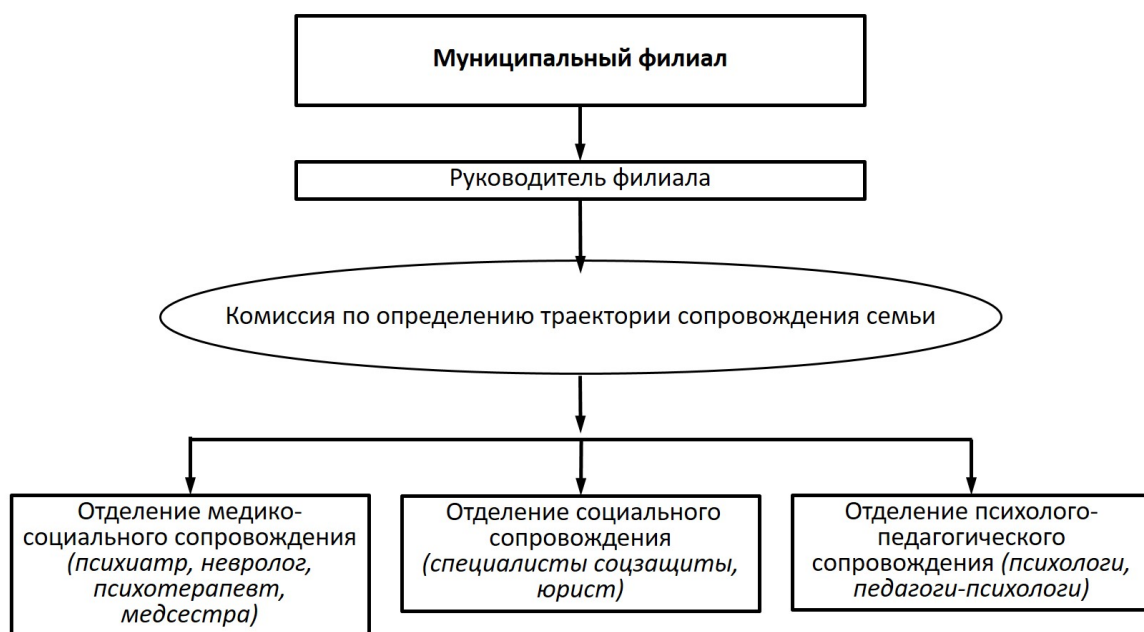 Муниципальный филиал
Руководитель филиала
Комиссия по определению траектории сопровождения семьи
Отделение медико-
социального сопровождения
(психиатр, невролог,
психотерапевт,
медсестра)
Отделение социального
сопровождения
(специалисты соцзащиты,
юрист)
Отделение психолого-
педагогического
сопровождения (психологи,
педагоги-психологи)